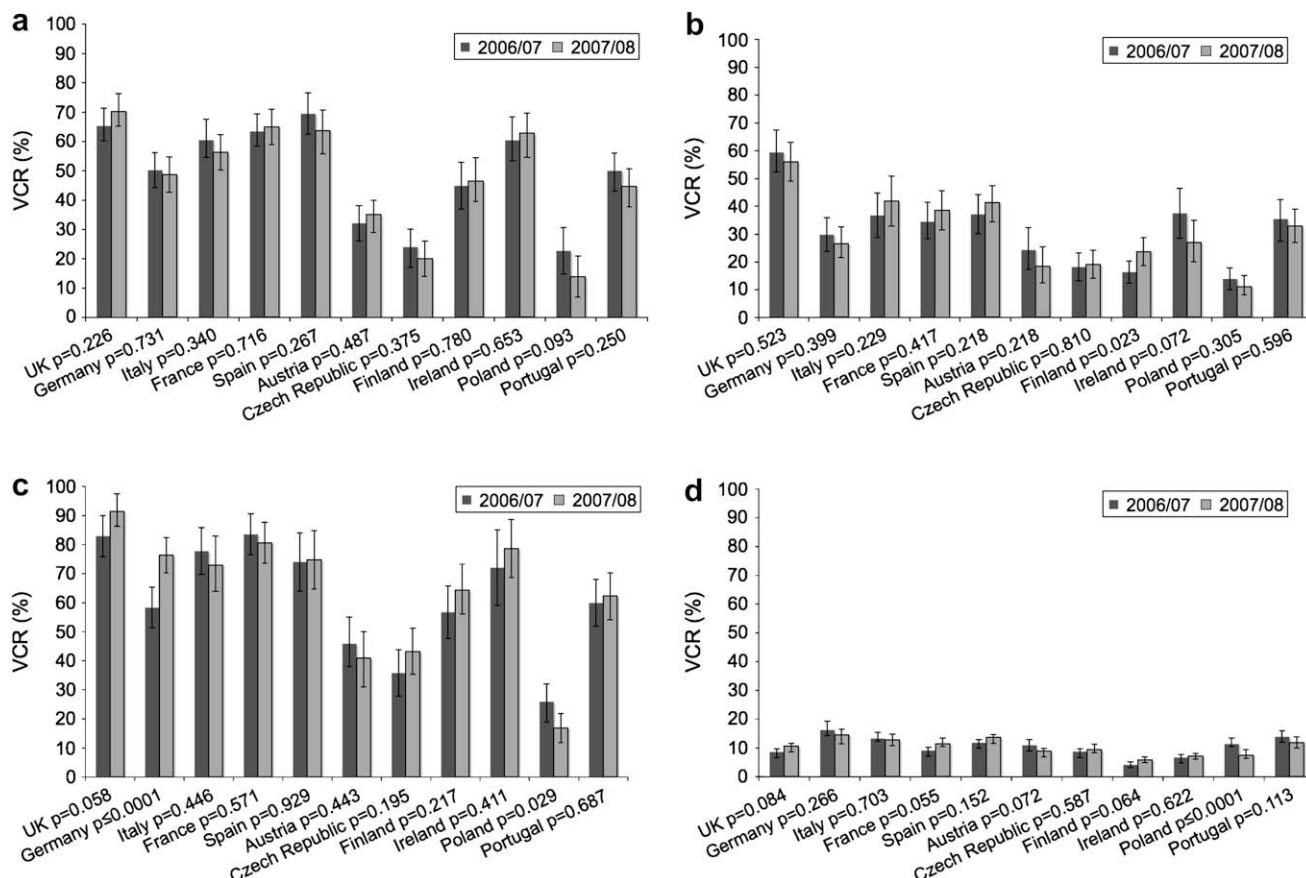 a
100
90
80
70
60
50
40
30
20
10
0
VCR (%)
2006/07 2007/08
UK p=0.226
Germany p=0.731
Italy p=0.340
France p=0.716
Spain p=0.267
Austria p=0.487
Czech Republic p=0.375
Finland p=0.780
Ireland p=0.653
Poland p=0.093
Portugal p=0.250
b
100
90
80
70
60
50
40
30
20
10
0
VCR (%)
2006/07 2007/08
UK p=0.523
Germany p=0.399
Italy p=0.229
France p=0.417
Spain p=0.218
Austria p=0.218
Czech Republic p=0.810
Finland p=0.023
Ireland p=0.072
Poland p=0.305
Portugal p=0.596
c
100
90
80
70
60
50
40
30
20
10
0
VCR (%)
2006/07 2007/08
UK p=0.058
Germany p≤0.0001
Italy p=0.446
France p=0.571
Spain p=0.929
Austria p=0.443
Czech Republic p=0.195
Finland p=0.217
Ireland p=0.411
Poland p=0.029
Portugal p=0.687
d
100
90
80
70
60
50
40
30
20
10
0
VCR (%)
2006/07 2007/08
UK p=0.084
Germany p=0.266
Italy p=0.703
France p=0.055
Spain p=0.152
Austria p=0.072
Czech Republic p=0.587
Finland p=0.064
Ireland p=0.622
Poland p≤0.0001
Portugal p=0.113